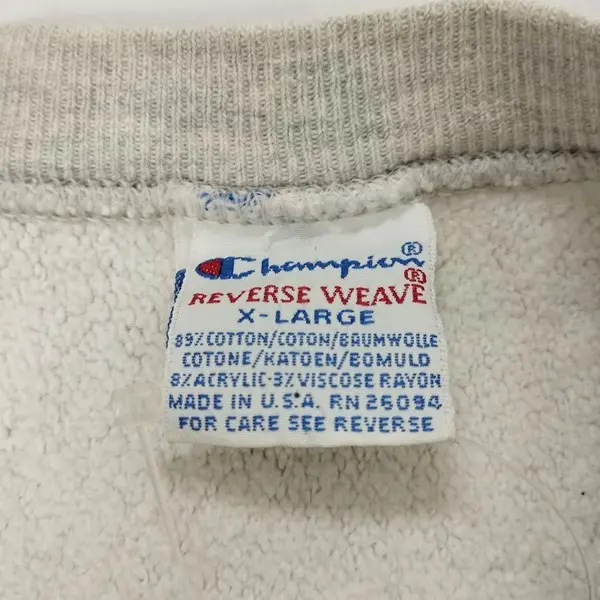 Champion®
REVERSE WEAVE®
X-LARGE
89% COTTON/COTON/BAUMWOLLE
COTONE/KATOEN/BOMULD
8% ACRYLIC-3% VISCOSE RAYON
MADE IN U.S.A. RN 26094
FOR CARE SEE REVERSE